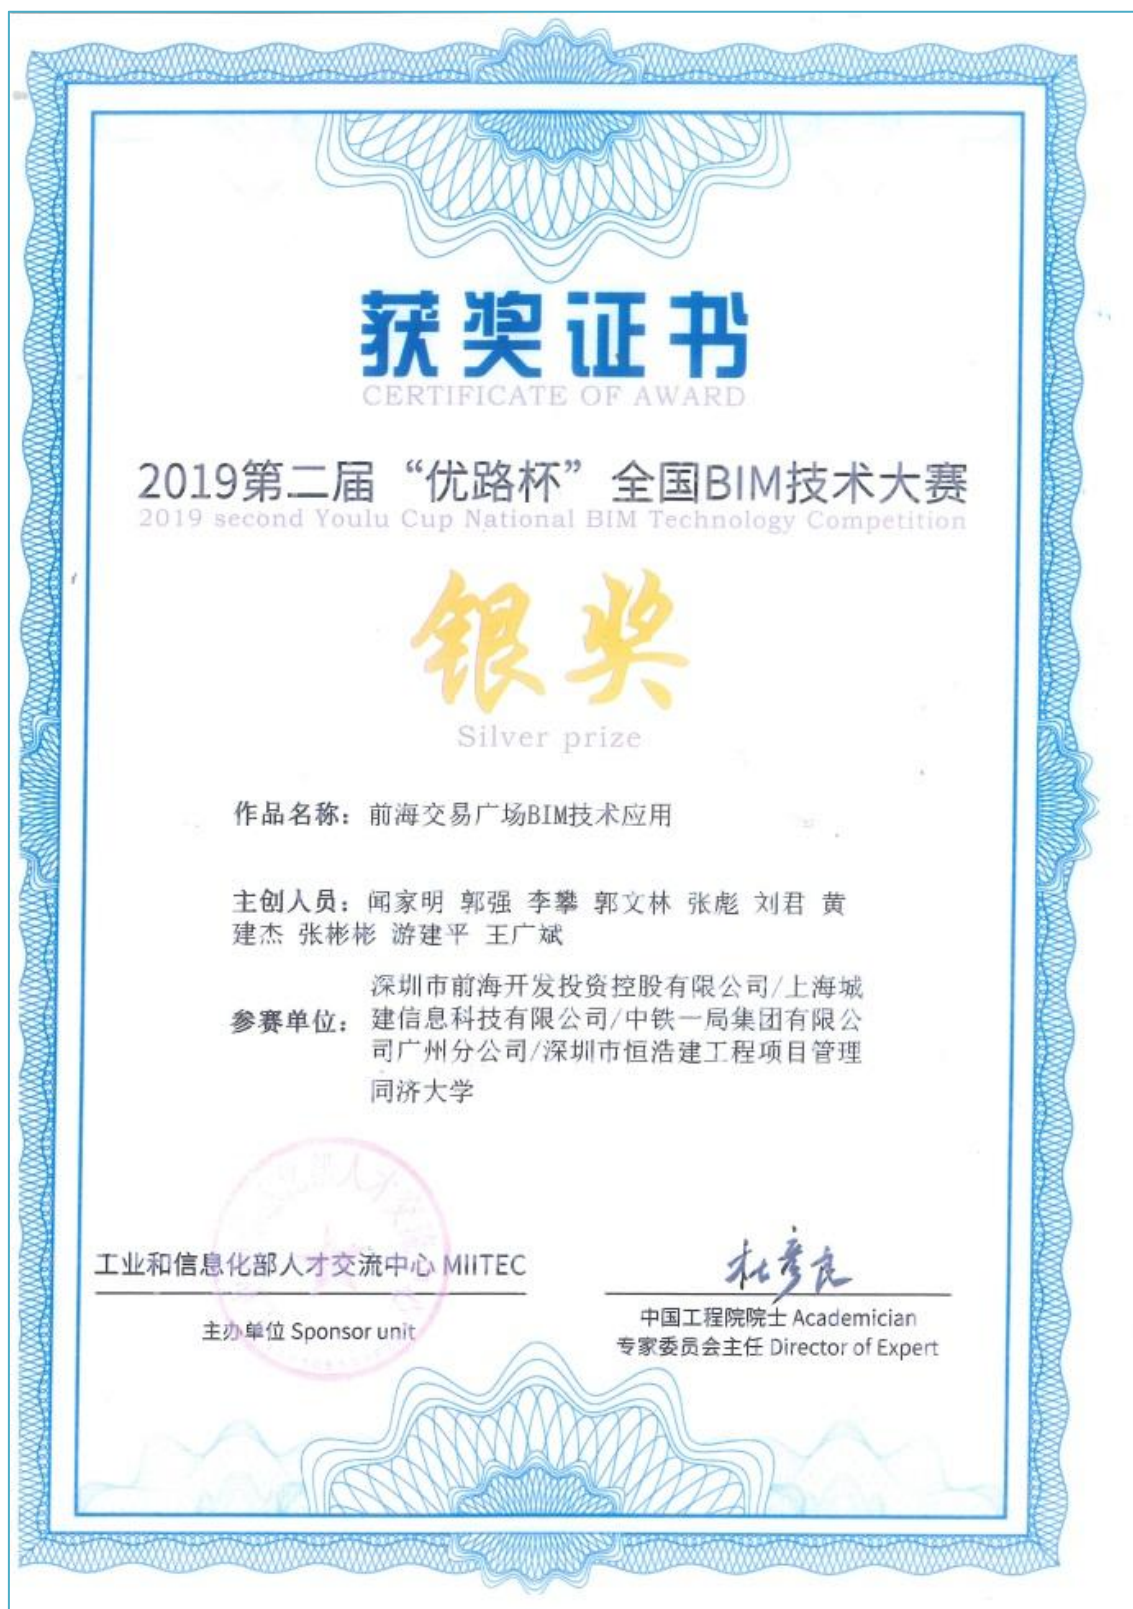 获奖证书
CERTIFICATE OF AWARD
2019第二届“优路杯”全国BIM技术大赛
2019 second Youlu Cup National BIM Technology Competition
银奖
Silver prize
作品名称：前海交易广场BIM技术应用
主创人员：闻家明 郭强 李攀 郭文林 张彪 刘君 黄
建杰 张彬彬 游建平 王广斌
深圳市前海开发投资控股有限公司/上海城
参赛单位：建信息科技有限公司/中铁一局集团有限公
司广州分公司/深圳市恒浩建工程项目管理
同济大学
工业和信息化部人才交流中心 MIITEC
主办单位 Sponsor unit
杜彦良
中国工程院院士 Academician
专家委员会主任 Director of Expert